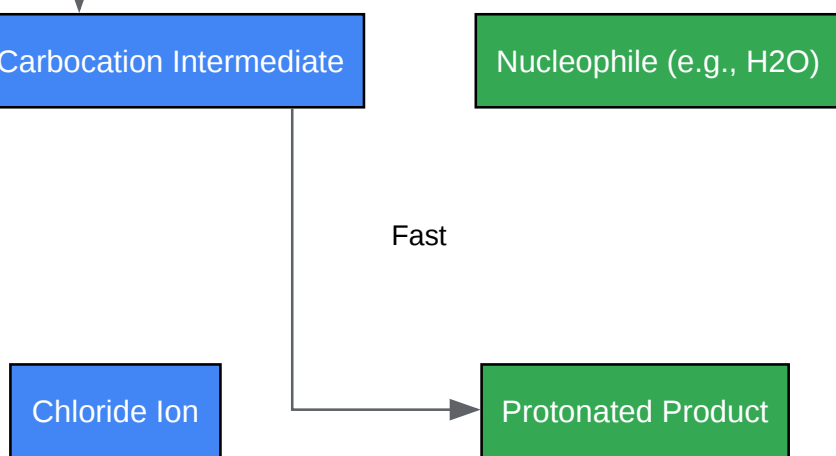 Carbocation Intermediate
Nucleophile (e.g., H2O)
Fast
Chloride Ion
Protonated Product